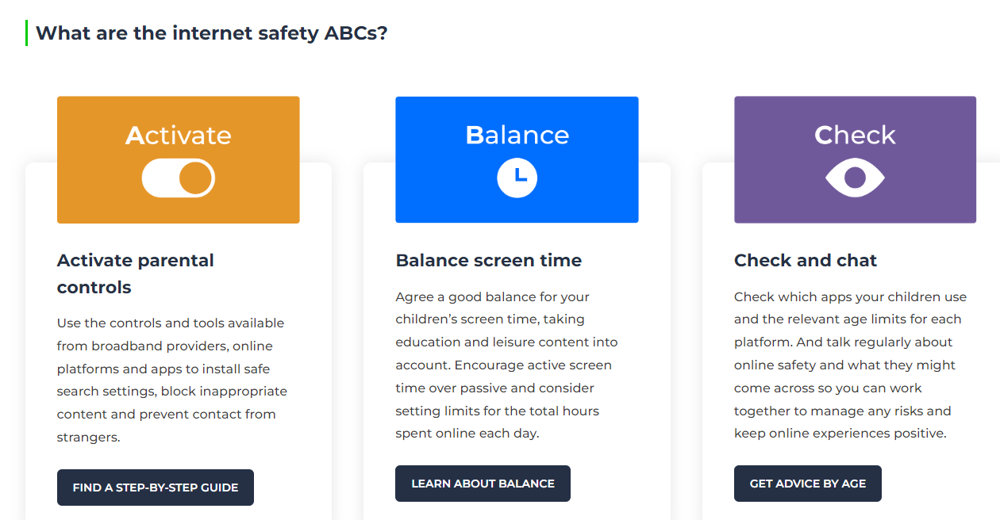 What are the internet safety ABCs?
Activate
Activate parental
controls
Use the controls and tools available
from broadband providers, online
platforms and apps to install safe
search settings, block inappropriate
content and prevent contact from
strangers.
FIND A STEP-BY-STEP GUIDE
Balance
Balance screen time
Agree a good balance for your
children’s screen time, taking
education and leisure content into
account. Encourage active screen
time over passive and consider
setting limits for the total hours
spent online each day.
LEARN ABOUT BALANCE
Check
Check and chat
Check which apps your children use
and the relevant age limits for each
platform. And talk regularly about
online safety and what they might
come across so you can work
together to manage any risks and
keep online experiences positive.
GET ADVICE BY AGE